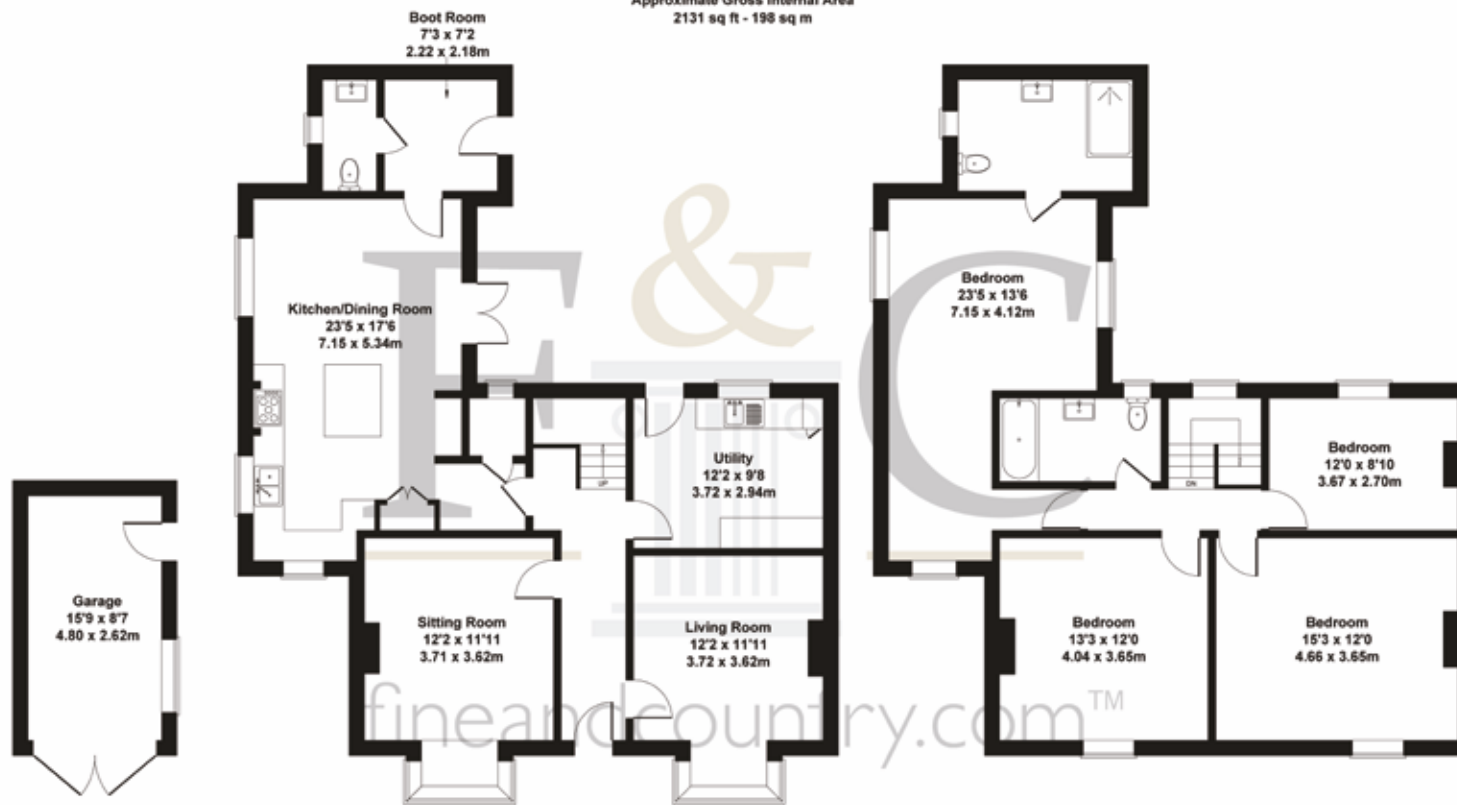 Approximate Gross Internal Area
2131 sq ft - 198 sq m
Boot Room
7'3 x 7'2
2.22 x 2.18m
Kitchen/Dining Room
23'5 x 17'6
7.15 x 5.34m
Utility
12'2 x 9'8
3.72 x 2.94m
UP
Garage
15'9 x 8'7
4.80 x 2.62m
Sitting Room
12'2 x 11'11
3.71 x 3.62m
Living Room
12'2 x 11'11
3.72 x 3.62m
Bedroom
23'5 x 13'6
7.15 x 4.12m
Bedroom
12'0 x 8'10
3.67 x 2.70m
DN
Bedroom
13'3 x 12'0
4.04 x 3.65m
Bedroom
15'3 x 12'0
4.66 x 3.65m
F & C
fineandcountry.com™